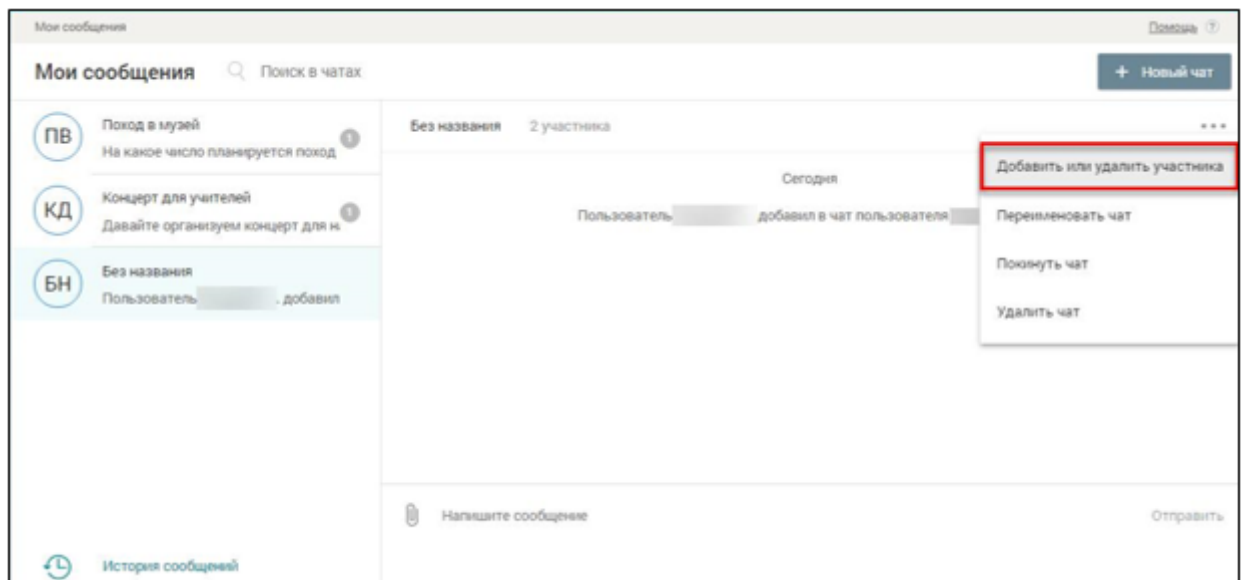 Мои сообщения
Помощь ?
Мои сообщения
Поиск в чатах
+ Новый чат
ПВ
Поход в музей
На какое число планируется поход
1
КД
Концерт для учителей
Давайте организуем концерт для
1
БН
Без названия
Пользователь . добавил
Без названия 2 участника
Сегодня
Пользователь добавил в чат пользователя
Добавить или удалить участника
Переименовать чат
Покинуть чат
Удалить чат
Напишите сообщение
Отправить
История сообщений